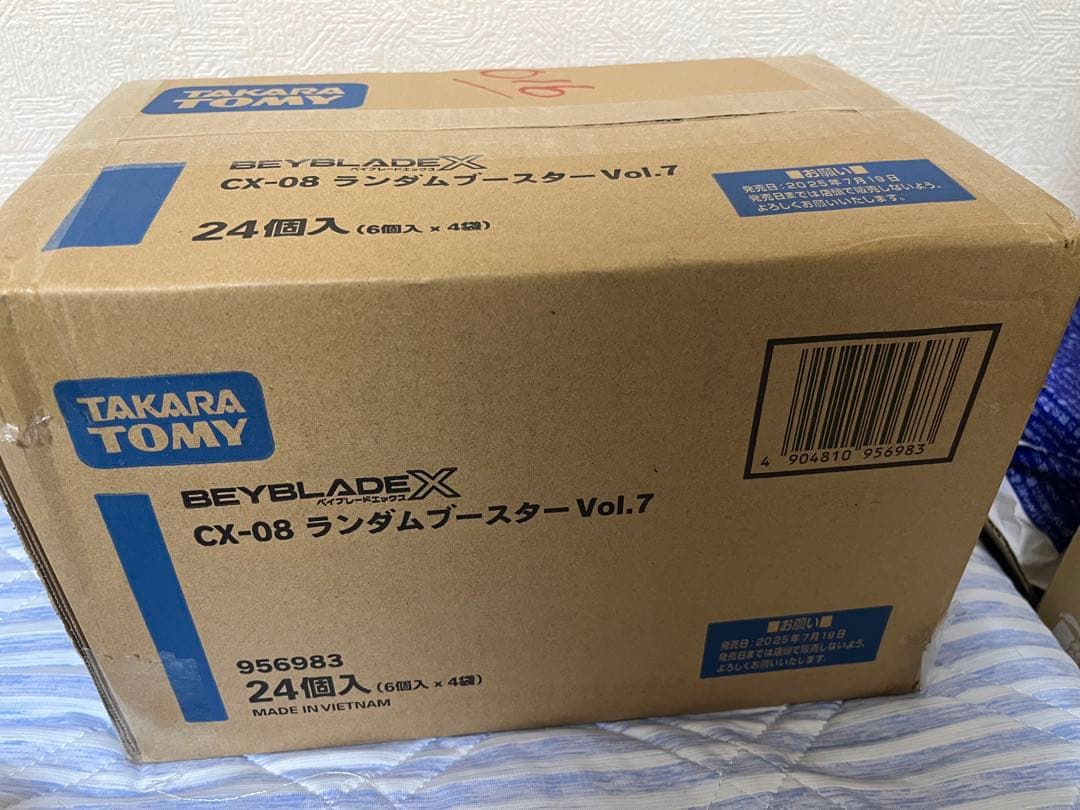 916
TAKARA
TOMY
BEYBLADE X
ベイブレードエックス
CX-08 ランダムブースター Vol.7
24個入 (6個入 x 4袋)
■お願い■
発売日:2025年7月19日
発売日までは店頭で販売しないよう、
よろしくお願いいたします。
TAKARA
TOMY
BEYBLADE X
ベイブレードエックス
CX-08 ランダムブースター Vol.7
4 904810 956983
956983
24個入 (6個入 x 4袋)
MADE IN VIETNAM
■お願い■
発売日:2025年7月19日
発売日までは店頭で販売しないよう、
よろしくお願いいたします。